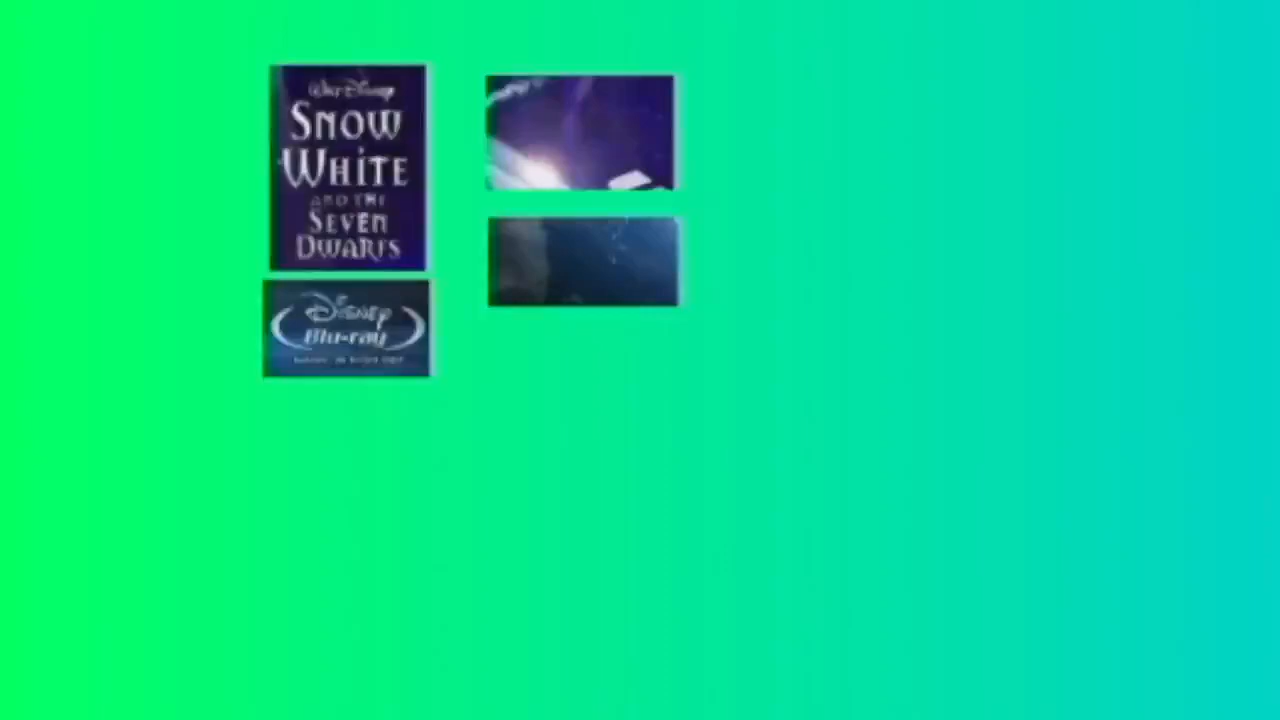 Walt Disney
Snow
White
and the
Seven
Dwarfs
Disney
Blu-ray